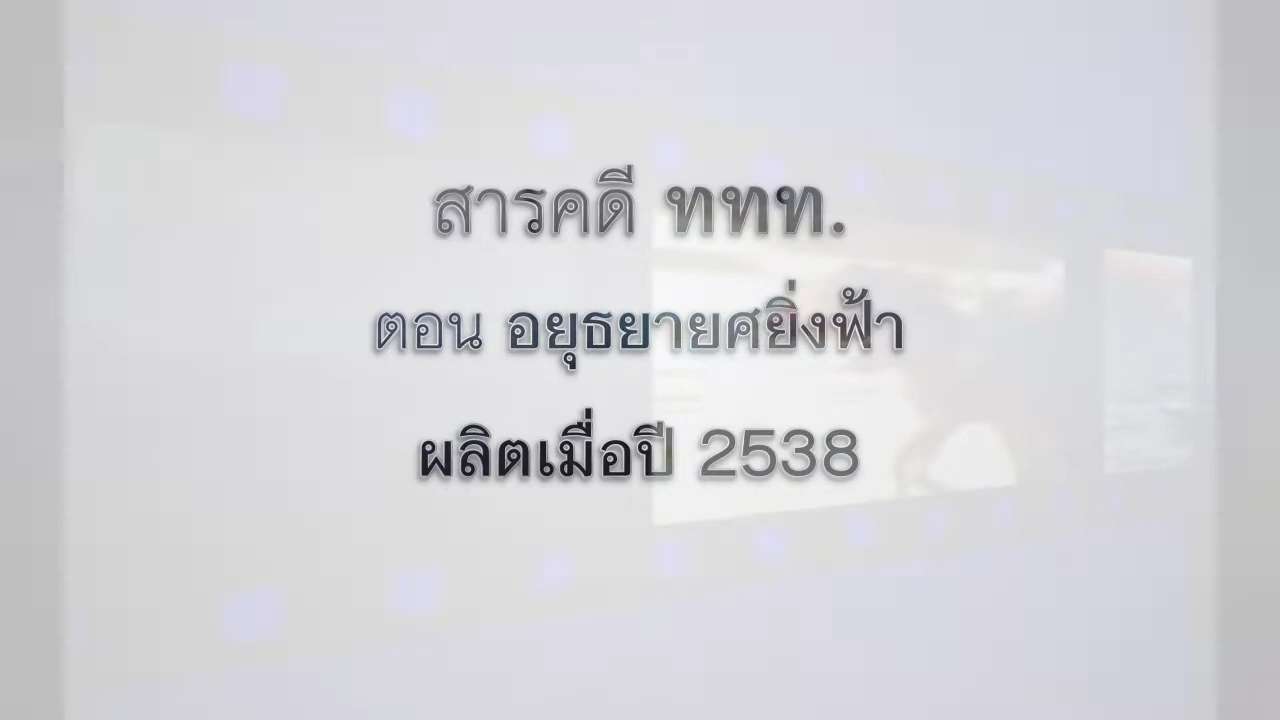 สารคดี ททท.
ตอน อยุธยายศยิ่งฟ้า
ผลิตเมื่อปี 2538